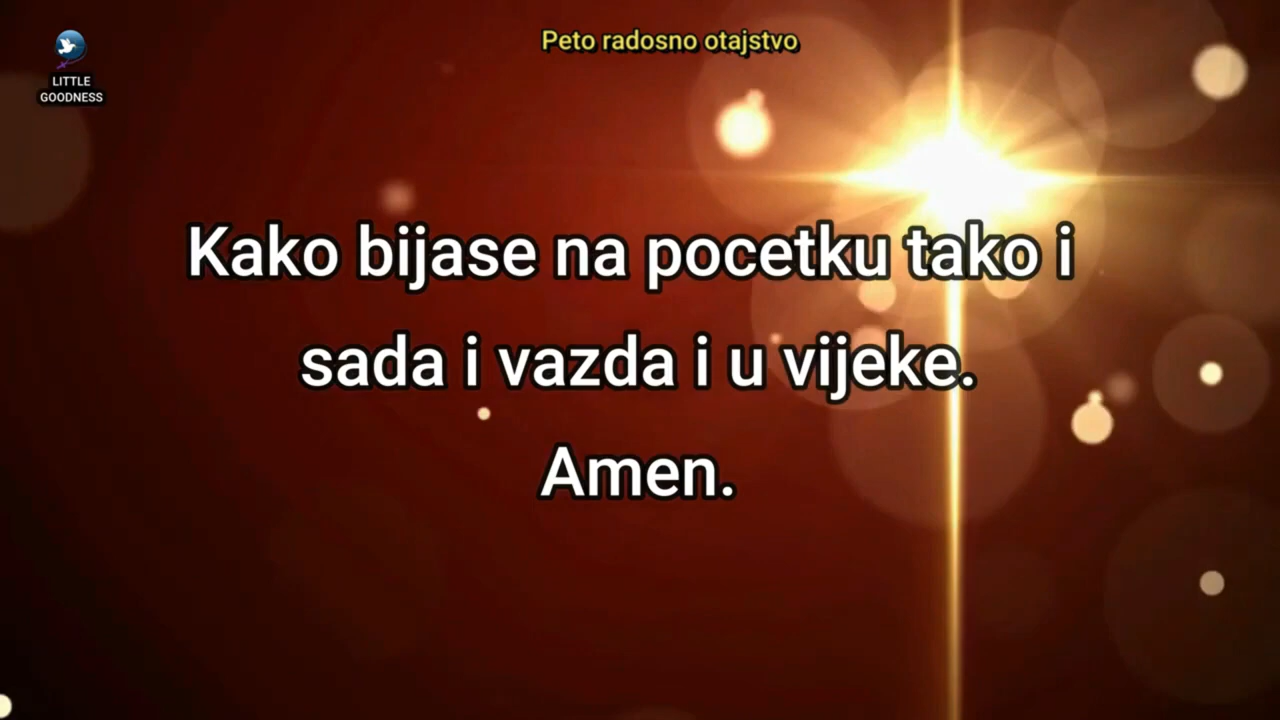 Peto radosno otajstvo
LITTLE
GOODNESS
Kako bijase na pocetku tako i
sada i vazda i u vijeke.
Amen.